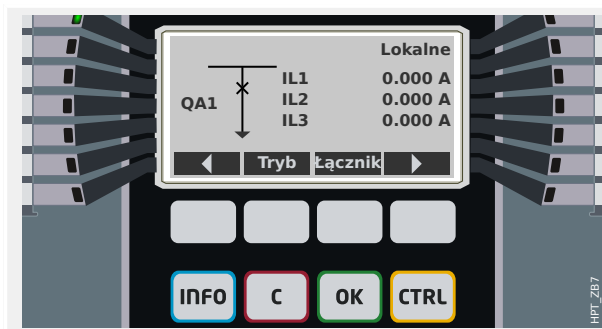 Lokalne
IL1 0.000 A
QA1 IL2 0.000 A
IL3 0.000 A
Tryb Łącznik
INFO C OK CTRL
HPT_ZB7